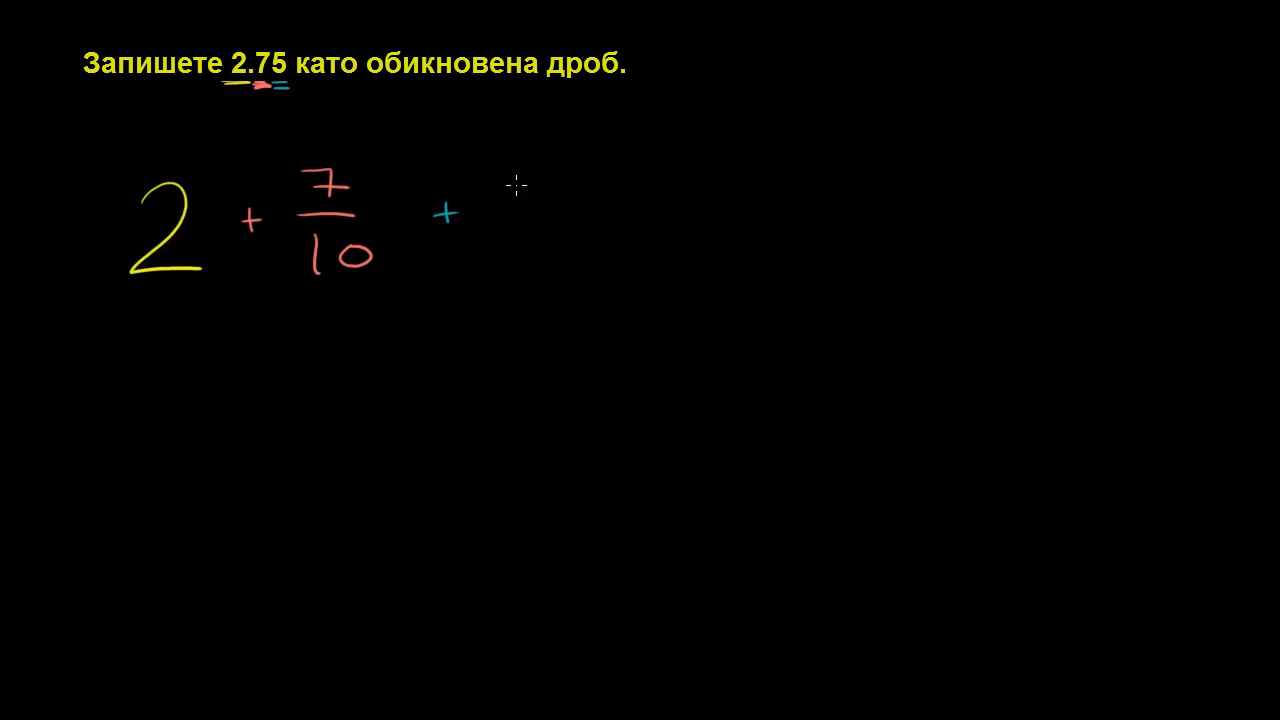 Запишете 2.75 като обикновена дроб.
2 + 7/10 +